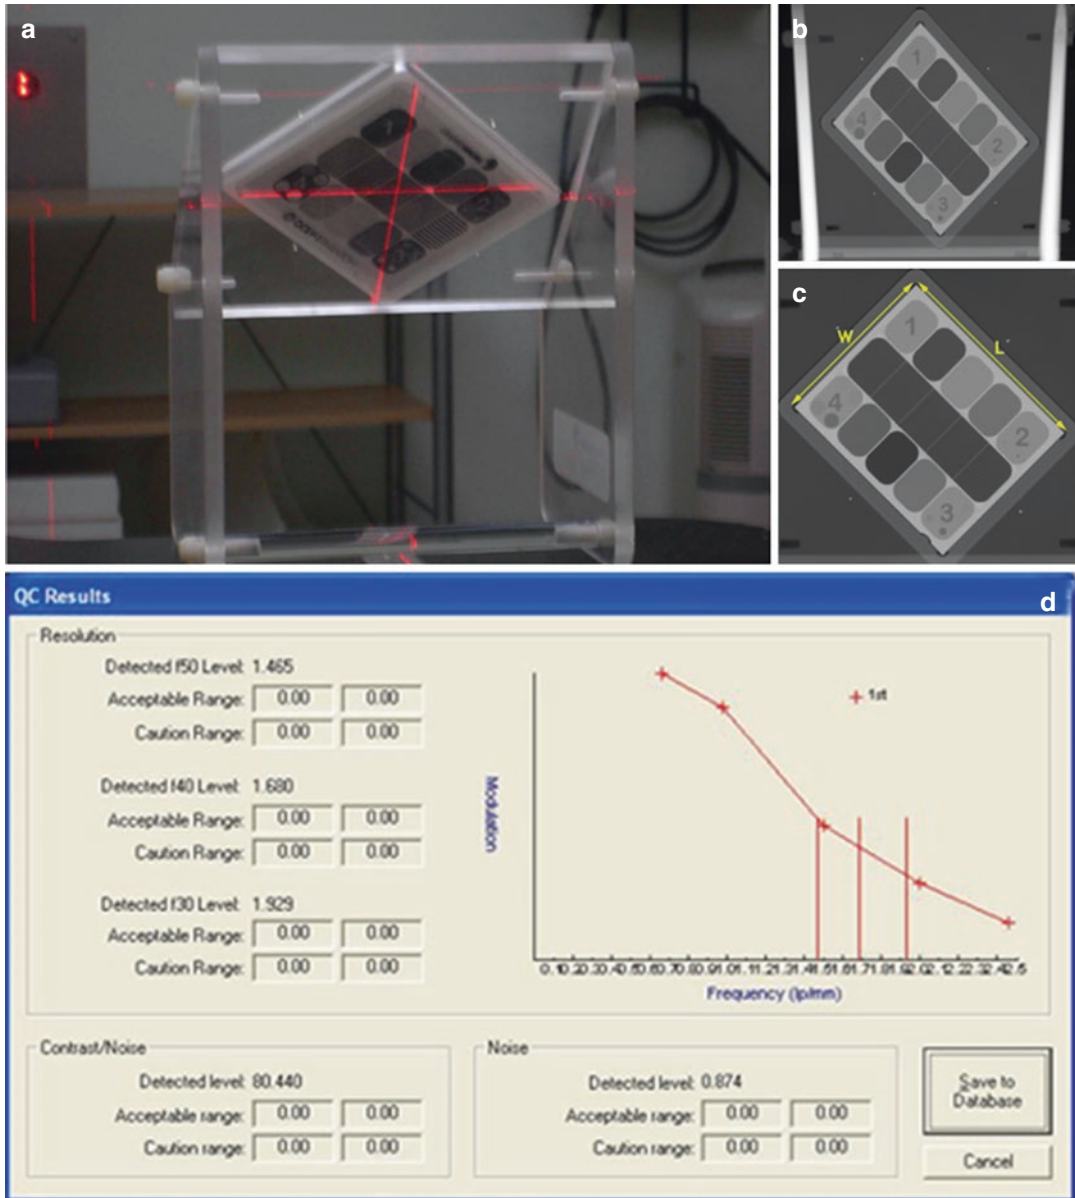 a
b
1
2
3
4
c
W
L
1
2
3
4
QC Results
d
Resolution
Detected f50 Level: 1.465
Acceptable Range: 0.00 0.00
Caution Range: 0.00 0.00
Detected f40 Level: 1.680
Acceptable Range: 0.00 0.00
Caution Range: 0.00 0.00
Detected f30 Level: 1.929
Acceptable Range: 0.00 0.00
Caution Range: 0.00 0.00
1st
Modulation
Frequency (lp/mm)
Contrast/Noise
Detected level: 80.440
Acceptable range: 0.00 0.00
Caution range: 0.00 0.00
Noise
Detected level: 0.874
Acceptable range: 0.00 0.00
Caution range: 0.00 0.00
Save to
Database
Cancel